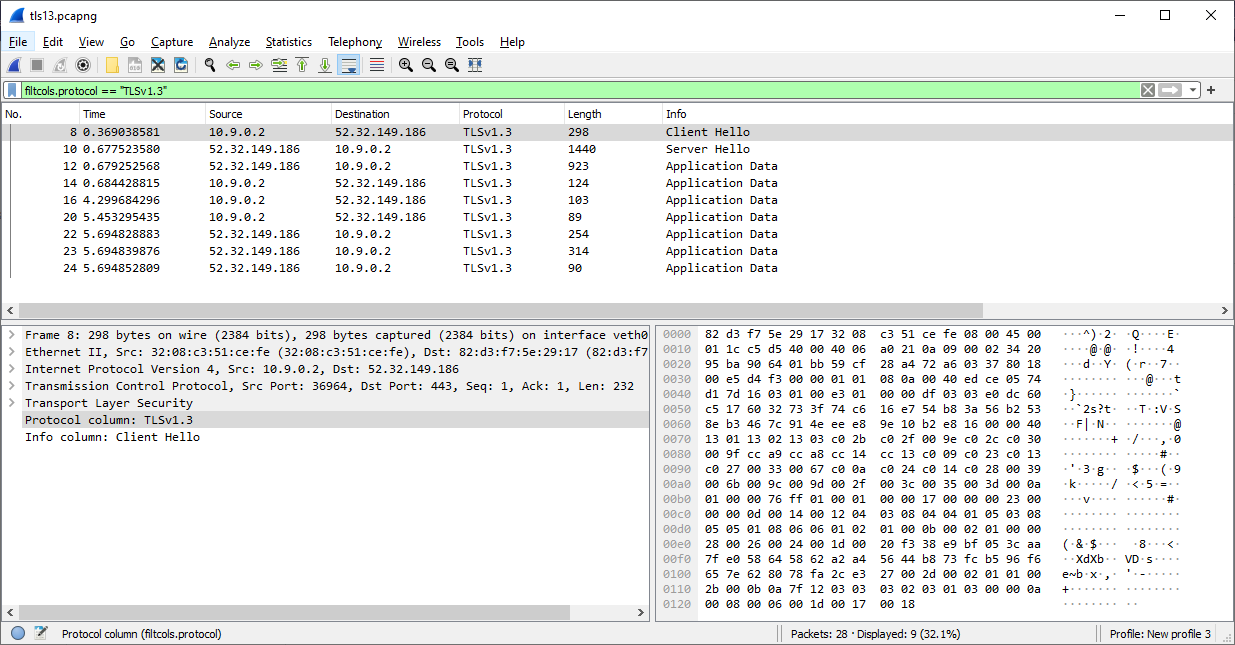 tls13.pcapng
File Edit View Go Capture Analyze Statistics Telephony Wireless Tools Help
filtcols.protocol == "TLSv1.3"
No. Time Source Destination Protocol Length Info
8 0.369038581 10.9.0.2 52.32.149.186 TLSv1.3 298 Client Hello
10 0.677523580 52.32.149.186 10.9.0.2 TLSv1.3 1440 Server Hello
12 0.679252568 52.32.149.186 10.9.0.2 TLSv1.3 923 Application Data
14 0.684428815 10.9.0.2 52.32.149.186 TLSv1.3 124 Application Data
16 4.299684296 10.9.0.2 52.32.149.186 TLSv1.3 103 Application Data
20 5.453295435 10.9.0.2 52.32.149.186 TLSv1.3 89 Application Data
22 5.694828883 52.32.149.186 10.9.0.2 TLSv1.3 254 Application Data
23 5.694839876 52.32.149.186 10.9.0.2 TLSv1.3 314 Application Data
24 5.694852809 52.32.149.186 10.9.0.2 TLSv1.3 90 Application Data
Frame 8: 298 bytes on wire (2384 bits), 298 bytes captured (2384 bits) on interface veth0
Ethernet II, Src: 32:08:c3:51:ce:fe (32:08:c3:51:ce:fe), Dst: 82:d3:f7:5e:29:17 (82:d3:f7
Internet Protocol Version 4, Src: 10.9.0.2, Dst: 52.32.149.186
Transmission Control Protocol, Src Port: 36964, Dst Port: 443, Seq: 1, Ack: 1, Len: 232
Transport Layer Security
Protocol column: TLSv1.3
Info column: Client Hello
0000 82 d3 f7 5e 29 17 32 08 c3 51 ce fe 08 00 45 00 ···^)·2· ·Q····E·
0010 01 1c c5 d5 40 00 40 06 a0 21 0a 09 00 02 34 20 ····@·@· ·!····4
0020 95 ba 90 64 01 bb 59 cf 28 a4 72 a6 03 37 80 18 ···d··Y· (·r··7··
0030 00 e5 d4 f3 00 00 01 01 08 0a 00 40 ed ce 05 74 ········ ···@···t
0040 d1 7d 16 03 01 00 e3 01 00 00 df 03 03 e0 dc 60 ·}······ ·······`
0050 c5 17 60 32 73 3f 74 c6 16 e7 54 b8 3a 56 b2 53 ··`2s?t· ··T·:V·S
0060 8e b3 46 7c 91 4e ee e8 9e 10 b2 e8 16 00 00 40 ··F|·N·· ·······@
0070 13 01 13 02 13 03 c0 2b c0 2f 00 9e c0 2c c0 30 ·······+ ·/···,·0
0080 00 9f cc a9 cc a8 cc 14 cc 13 c0 09 c0 23 c0 13 ········ ·····#··
0090 c0 27 00 33 00 67 c0 0a c0 24 c0 14 c0 28 00 39 ·'·3·g·· ·$···(·9
00a0 00 6b 00 9c 00 9d 00 2f 00 3c 00 35 00 3d 00 0a ·k·····/ ·<·5·=··
00b0 01 00 00 76 ff 01 00 01 00 00 17 00 00 00 23 00 ···v···· ······#·
00c0 00 00 0d 00 14 00 12 04 03 08 04 04 01 05 03 08 ········ ········
00d0 05 05 01 08 06 06 01 02 01 00 0b 00 02 01 00 00 ········ ········
00e0 28 00 26 00 24 00 1d 00 20 f3 38 e9 bf 05 3c aa (·&·$··· ·8···<·
00f0 7f e0 58 64 58 62 a2 a4 56 44 b8 73 fc b5 96 f6 ··XdXb·· VD·s····
0100 65 7e 62 80 78 fa 2c e3 27 00 2d 00 02 01 01 00 e~b·x·,· '·-·····
0110 2b 00 0b 0a 7f 12 03 03 03 02 03 01 03 00 00 0a +······· ········
0120 00 08 00 06 00 1d 00 17 00 18 ········ ··
Protocol column (filtcols.protocol)
Packets: 28 · Displayed: 9 (32.1%)
Profile: New profile 3